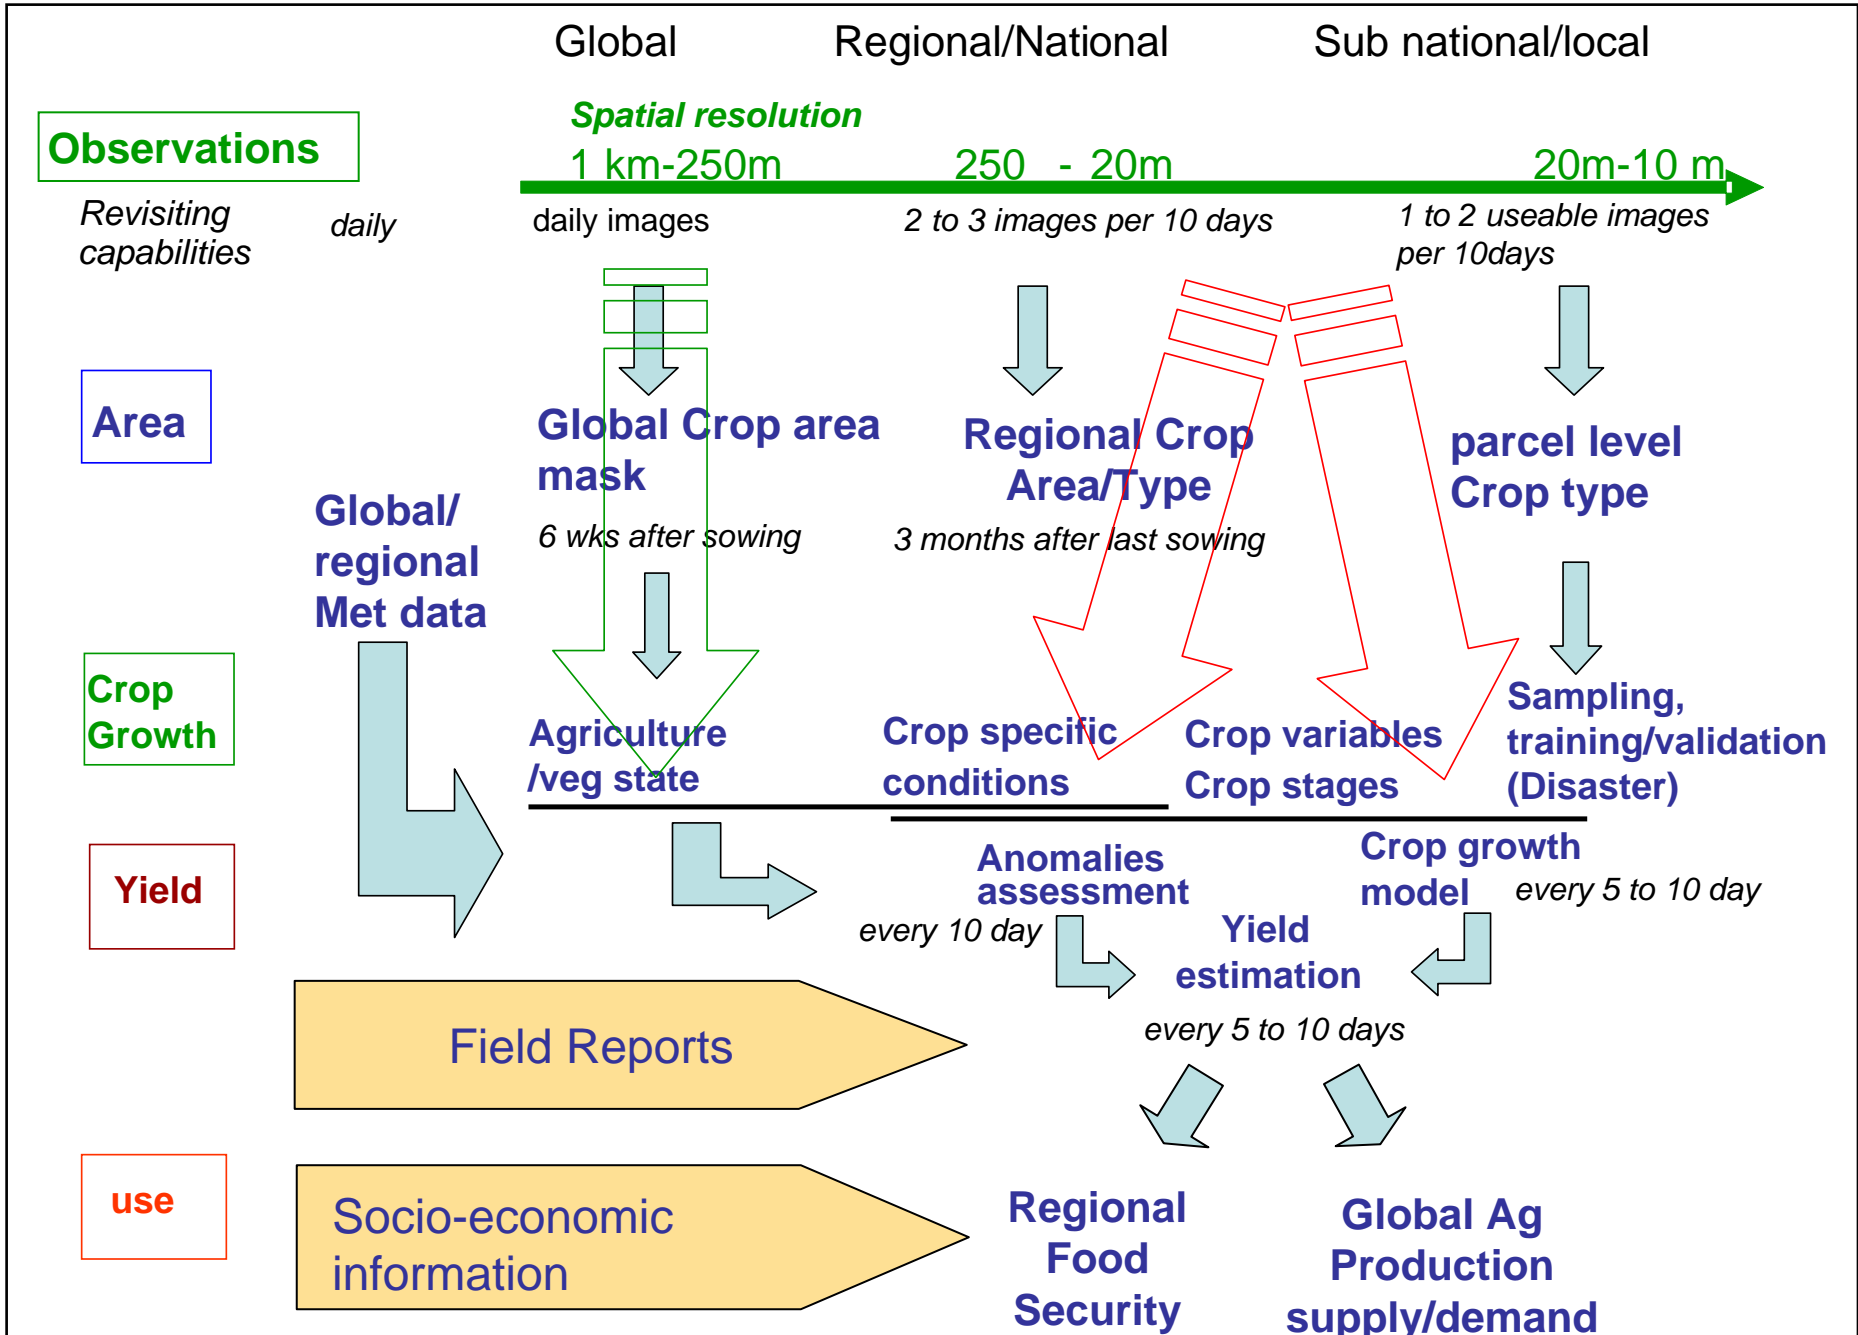 Global
Regional/National
Sub national/local
Observations
Spatial resolution
1 km-250m
250 - 20m
20m-10 m
Revisiting
capabilities
daily
daily images
2 to 3 images per 10 days
1 to 2 useable images
per 10days
Area
Global Crop area
mask
6 wks after sowing
Regional Crop
Area/Type
3 months after last sowing
parcel level
Crop type
Global/
regional
Met data
Crop
Growth
Agriculture
/veg state
Crop specific
conditions
Crop variables
Crop stages
Sampling,
training/validation
(Disaster)
Yield
Anomalies
assessment
every 10 day
Crop growth
model
every 5 to 10 day
Yield
estimation
every 5 to 10 days
Field Reports
use
Socio-economic
information
Regional
Food
Security
Global Ag
Production
supply/demand